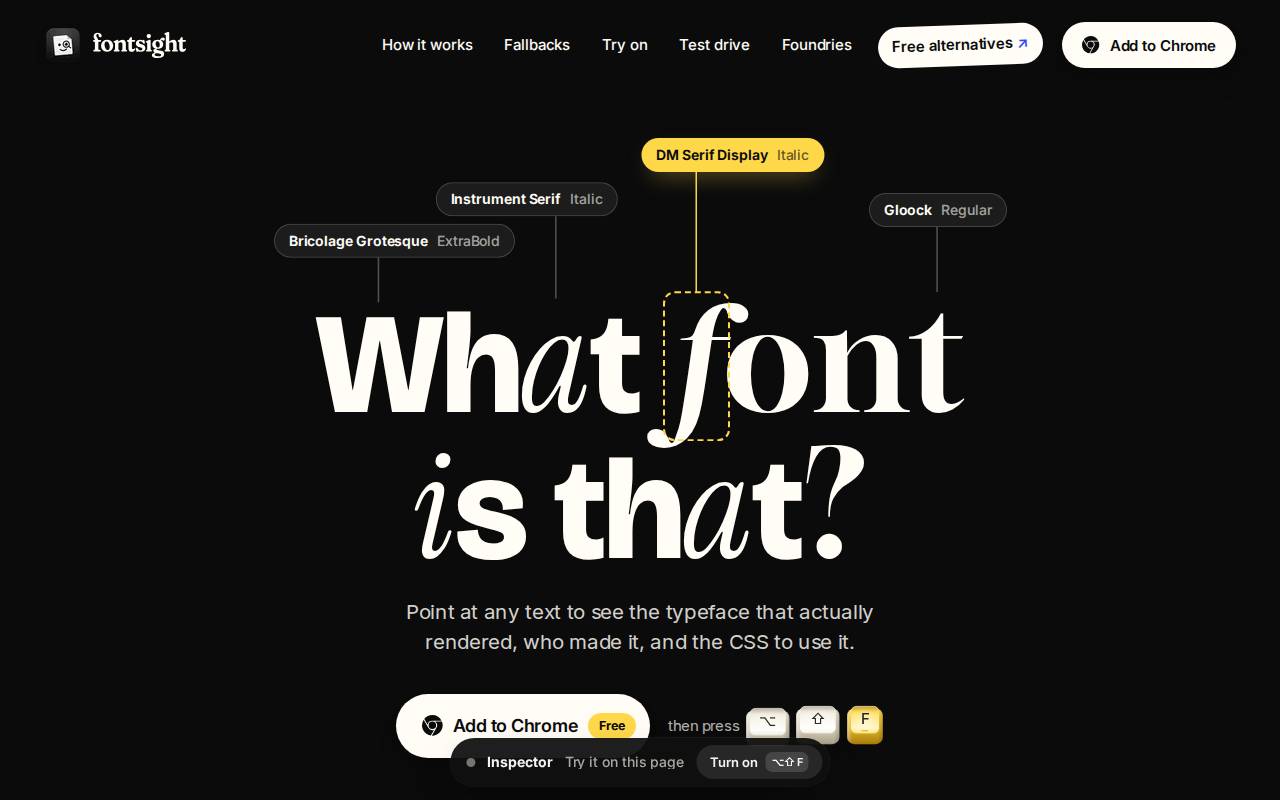 fontsight
How it works
Fallbacks
Try on
Test drive
Foundries
Free alternatives
Add to Chrome
DM Serif Display Italic
Instrument Serif Italic
Gloock Regular
Bricolage Grotesque ExtraBold
What font
is that?
Point at any text to see the typeface that actually
rendered, who made it, and the CSS to use it.
Add to Chrome Free
then press ⌥ ⇧ F
Inspector Try it on this page Turn on ⌥⇧F